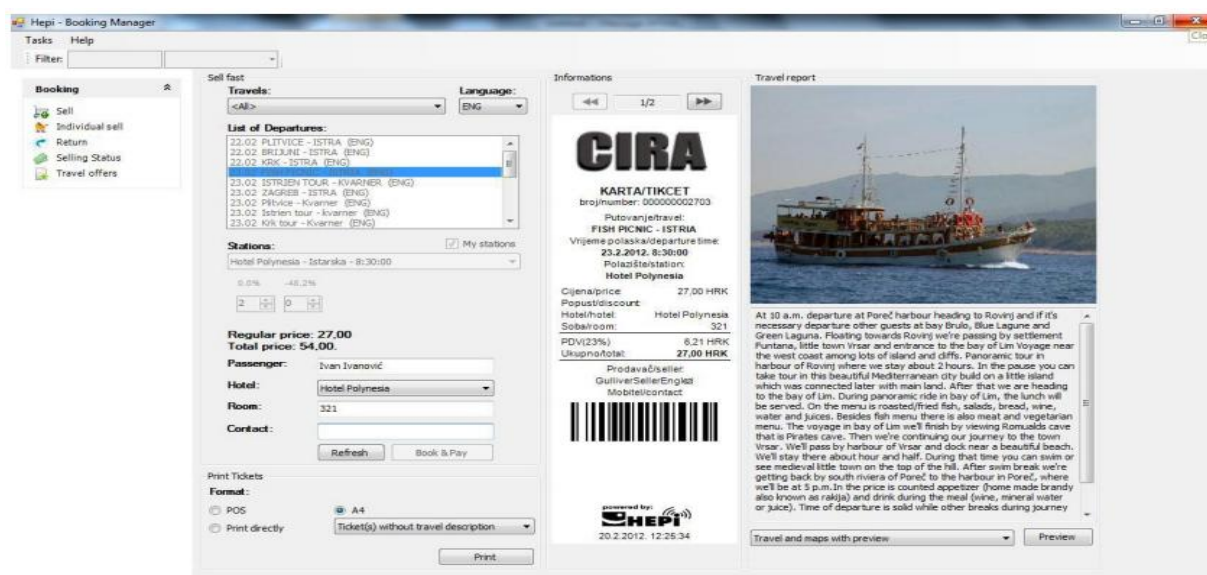 Hepi - Booking Manager
Tasks Help
Filter:
Booking
Sell
Individual sell
Return
Selling Status
Travel offers
Sell fast
Travels: Language:
<All> ENG
List of Departures:
22.02 PLITVICE - ISTRA (ENG)
22.02 BRIJUNI - ISTRA (ENG)
22.02 KRK - ISTRA (ENG)
23.02 FISH PICNIC - ISTRIA (ENG)
23.02 ISTRIEN TOUR - KVARNER (ENG)
23.02 ZAGREB - ISTRA (ENG)
23.02 Plitvice - Kvarner (ENG)
23.02 Istrien tour - kvarner (ENG)
23.02 Krk tour - Kvarner (ENG)
Stations: My stations
Hotel Polynesia - Istarska - 8:30:00
0.0% -48.2%
2 0
Regular price: 27,00
Total price: 54,00.
Passenger: Ivan Ivanović
Hotel: Hotel Polynesia
Room: 321
Contact:
Refresh Book & Pay
Print Tickets
Format:
POS A4
Print directly Ticket(s) without travel description
Print
Informations
1/2
CIRA
KARTA/TIKCET
broj/number: 000000002703
Putovanje/travel:
FISH PICNIC - ISTRIA
Vrijeme polaska/departure time:
23.2.2012. 8:30:00
Polazište/station:
Hotel Polynesia
Cijena/price 27,00 HRK
Popust/discount:
Hotel/hotel: Hotel Polynesia
Soba/room: 321
PDV(23%) 6,21 HRK
Ukupno/total: 27,00 HRK
Prodavač/seller:
Mobitel/contact
powered by:
HEPI
20.2.2012. 12:26:34
Travel report
At 10 a.m. departure at Poreč harbour heading to Rovinj and if it's
necessary departure other guests at bay Brulo, Blue Lagune and
Green Laguna. Floating towards Rovinj we're passing by settlement
Funtana, little town Vrsar and entrance to the bay of Lim Voyage near
the west coast among lots of island and cliffs. Panoramic tour in
harbour of Rovinj where we stay about 2 hours. In the pause you can
take tour in this beautiful Mediterranean city build on a little island
which was connected later with main land. After that we are heading
to the bay of Lim. During panoramic ride in bay of Lim, the lunch will
be served. On the menu is roasted/fried fish, salads, bread, wine,
water and juices. Besides fish menu there is also meat and vegetarian
menu. The voyage in bay of Lim we'll finish by viewing Romualds cave
that is Pirates cave. Then we're continuing our journey to the town
Vrsar. We'll pass by harbour of Vrsar and dock near a beautiful beach.
We'll stay there about hour and half. During that time you can swim or
see medieval little town on the top of the hill. After swim break we're
getting back by south riviera of Poreč to the harbour in Poreč, where
we'll be at 5 p.m.In the price is counted appetizer (home made brandy
also known as rakija) and drink during the meal (wine, mineral water
or juice). Time of departure is solid while other breaks during journey
Travel and maps with preview Preview